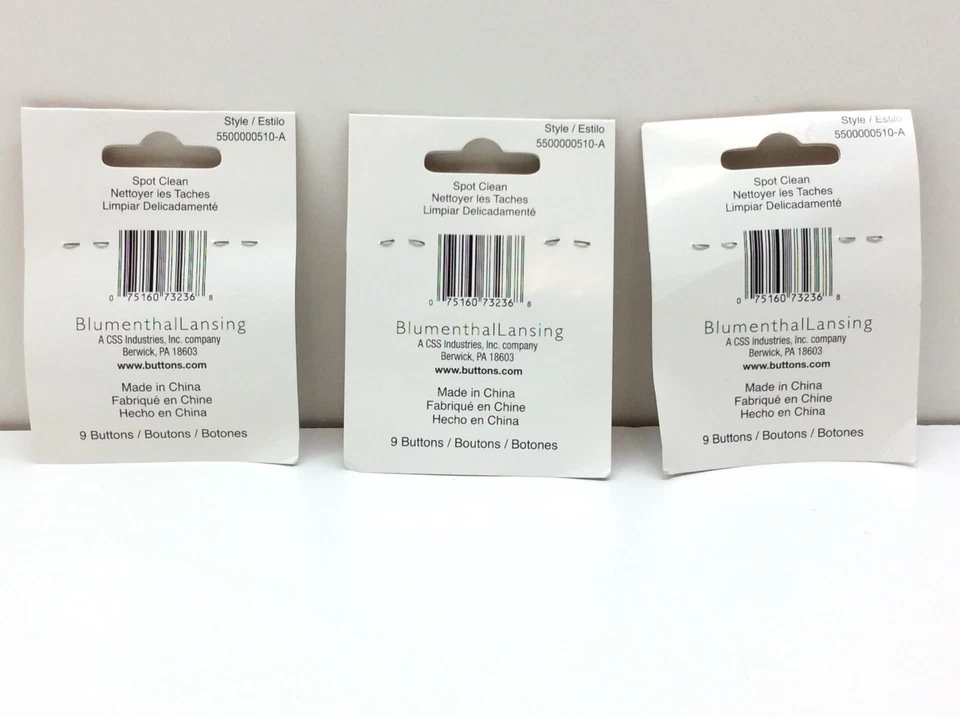 Style / Estilo
5500000510-A
Spot Clean
Nettoyer les Taches
Limpiar Delicadamenté
0 75160 73236 8
BlumenthalLansing
A CSS Industries, Inc. company
Berwick, PA 18603
www.buttons.com
Made in China
Fabriqué en Chine
Hecho en China
9 Buttons / Boutons / Botones
Style / Estilo
5500000510-A
Spot Clean
Nettoyer les Taches
Limpiar Delicadamenté
0 75160 73236 8
BlumenthalLansing
A CSS Industries, Inc. company
Berwick, PA 18603
www.buttons.com
Made in China
Fabriqué en Chine
Hecho en China
9 Buttons / Boutons / Botones
Style / Estilo
5500000510-A
Spot Clean
Nettoyer les Taches
Limpiar Delicadamenté
0 75160 73236 8
BlumenthalLansing
A CSS Industries, Inc. company
Berwick, PA 18603
www.buttons.com
Made in China
Fabriqué en Chine
Hecho en China
9 Buttons / Boutons / Botones